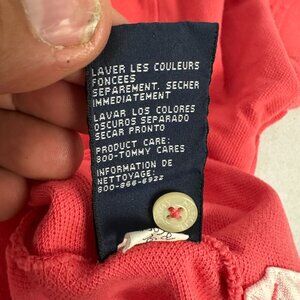 LAVER LES COULEURS
FONCEES
SEPAREMENT. SECHER
IMMEDIATEMENT
LAVAR LOS COLORES
OSCUROS SEPARADO
SECAR PRONTO
PRODUCT CARE:
800-TOMMY CARES
INFORMATION DE
NETTOYAGE:
800-866-6922